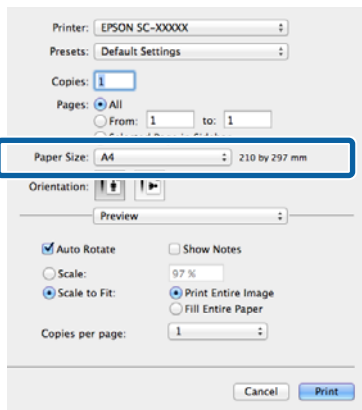 Printer: EPSON SC-XXXXX
Presets: Default Settings
Copies: 1
Pages: All
From: 1 to: 1
Paper Size: A4 210 by 297 mm
Orientation:
Preview
Auto Rotate Show Notes
Scale: 97 %
Scale to Fit: Print Entire Image
Fill Entire Paper
Copies per page: 1
Cancel Print